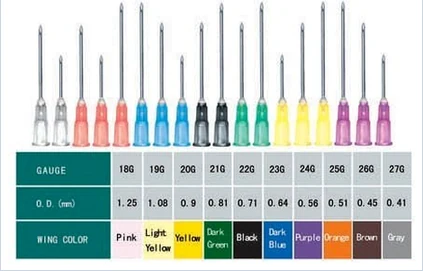 GAUGE 18G 19G 20G 21G 22G 23G 24G 25G 26G 27G
O.D.(mm) 1.25 1.08 0.9 0.81 0.71 0.64 0.56 0.51 0.45 0.41
WING COLOR Pink Light Yellow Yellow Dark Green Black Dark Blue Purple Orange Brown Gray